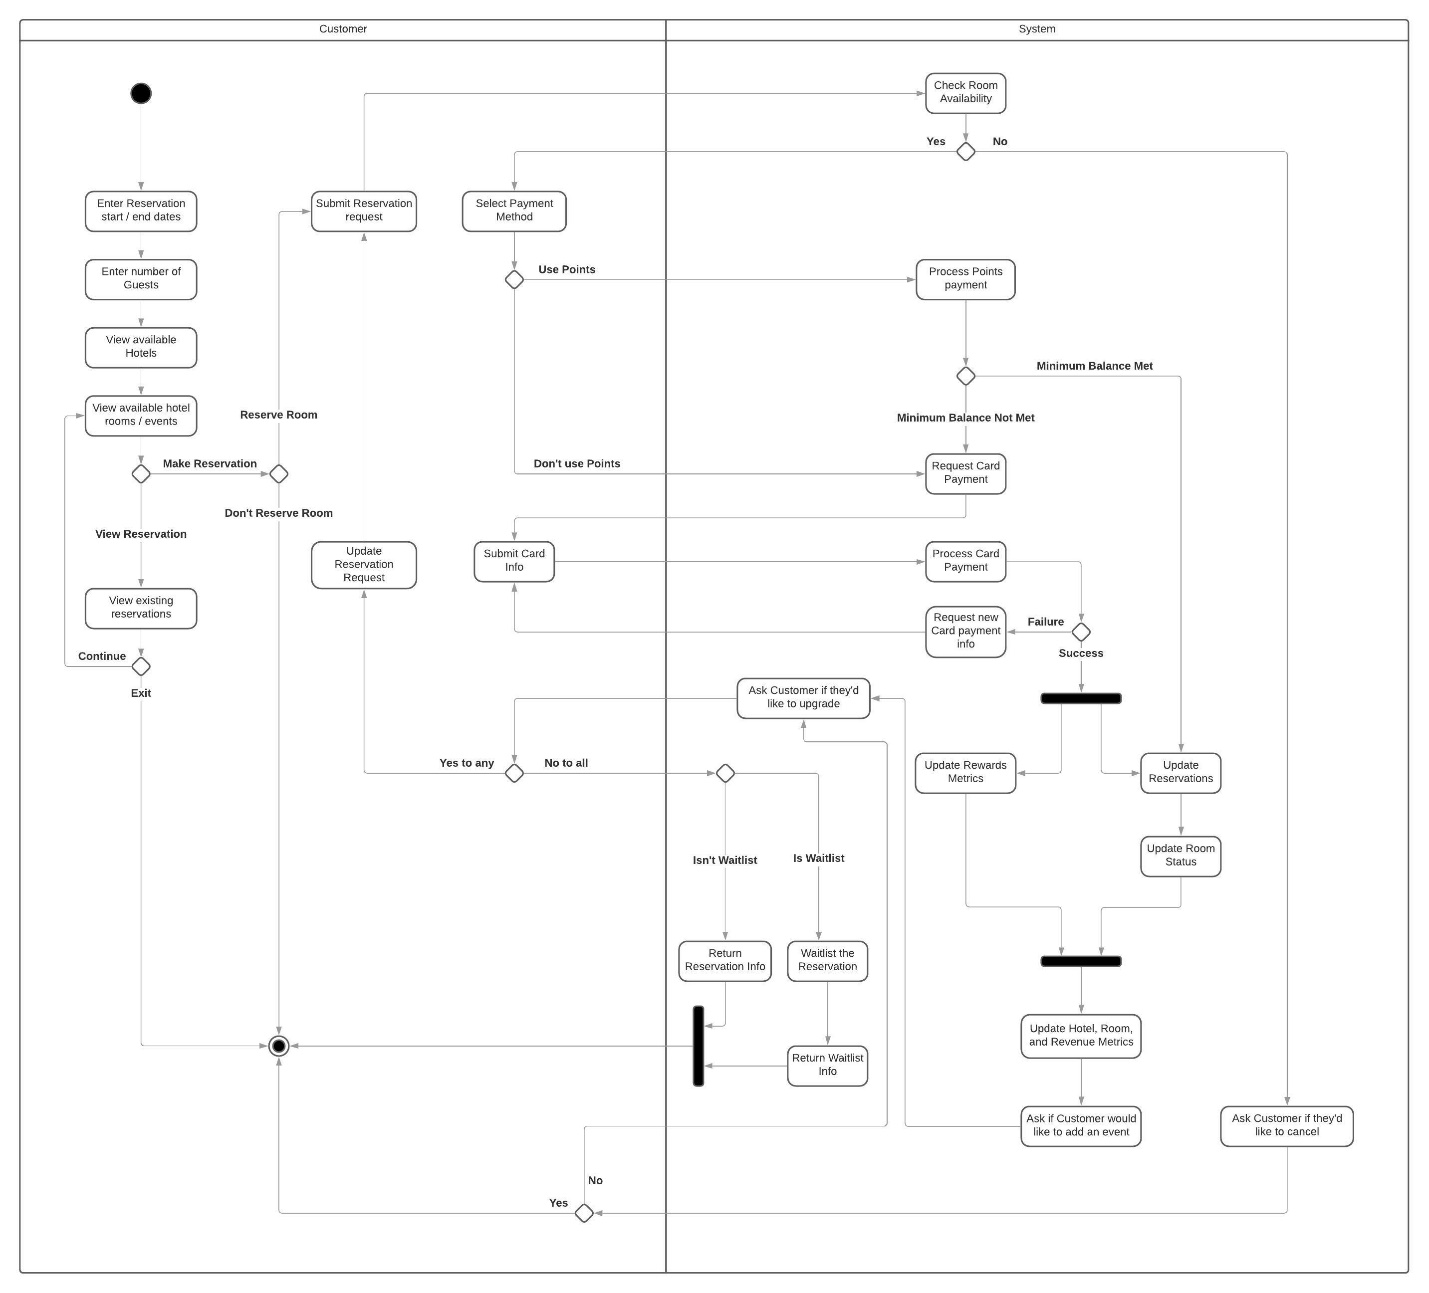 Customer
System
Check Room
Availability
Yes
No
Enter Reservation
start / end dates
Submit Reservation
request
Select Payment
Method
Enter number of
Guests
Use Points
Process Points
payment
View available
Hotels
Minimum Balance Met
View available hotel
rooms / events
Reserve Room
Minimum Balance Not Met
Make Reservation
Don't use Points
Request Card
Payment
Don't Reserve Room
View Reservation
Update
Reservation
Request
Submit Card
Info
Process Card
Payment
View existing
reservations
Request new
Card payment
info
Failure
Success
Continue
Exit
Ask Customer if they'd
like to upgrade
Yes to any
No to all
Update Rewards
Metrics
Update
Reservations
Isn't Waitlist
Is Waitlist
Update Room
Status
Return
Reservation Info
Waitlist the
Reservation
Update Hotel, Room,
and Revenue Metrics
Return Waitlist
Info
Ask if Customer would
like to add an event
Ask Customer if they'd
like to cancel
No
Yes